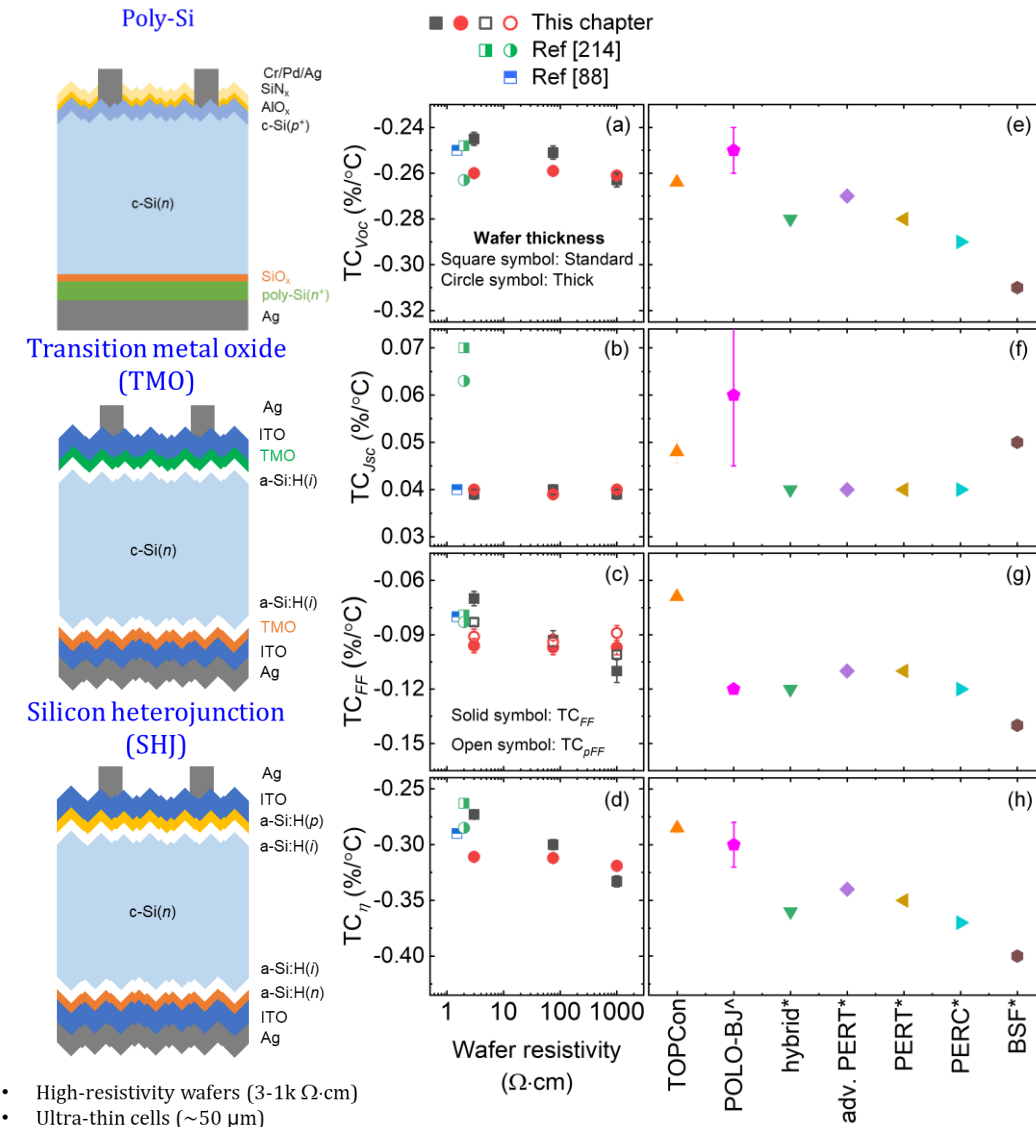 Poly-Si
Cr/Pd/Ag
SiNx
AlOx
c-Si(p+)
c-Si(n)
SiOx
poly-Si(n+)
Ag
Transition metal oxide
(TMO)
Ag
ITO
TMO
a-Si:H(i)
c-Si(n)
a-Si:H(i)
TMO
ITO
Ag
Silicon heterojunction
(SHJ)
Ag
ITO
a-Si:H(p)
a-Si:H(i)
c-Si(n)
a-Si:H(i)
a-Si:H(n)
ITO
Ag
• High-resistivity wafers (3-1k Ω·cm)
• Ultra-thin cells (~50 μm)
This chapter
Ref [214]
Ref [88]
TCVoc (%/°C)
-0.24
-0.26
-0.28
-0.30
-0.32
(a)
Wafer thickness
Square symbol: Standard
Circle symbol: Thick
(e)
TCJsc (%/°C)
0.07
0.06
0.05
0.04
0.03
(b)
(f)
TCFF (%/°C)
-0.06
-0.09
-0.12
-0.15
(c)
Solid symbol: TCFF
Open symbol: TCpFF
(g)
TCη (%/°C)
-0.25
-0.30
-0.35
-0.40
(d)
(h)
1 10 100 1000
Wafer resistivity
(Ω·cm)
TOPCon
POLO-BJ^
hybrid*
adv. PERT*
PERT*
PERC*
BSF*